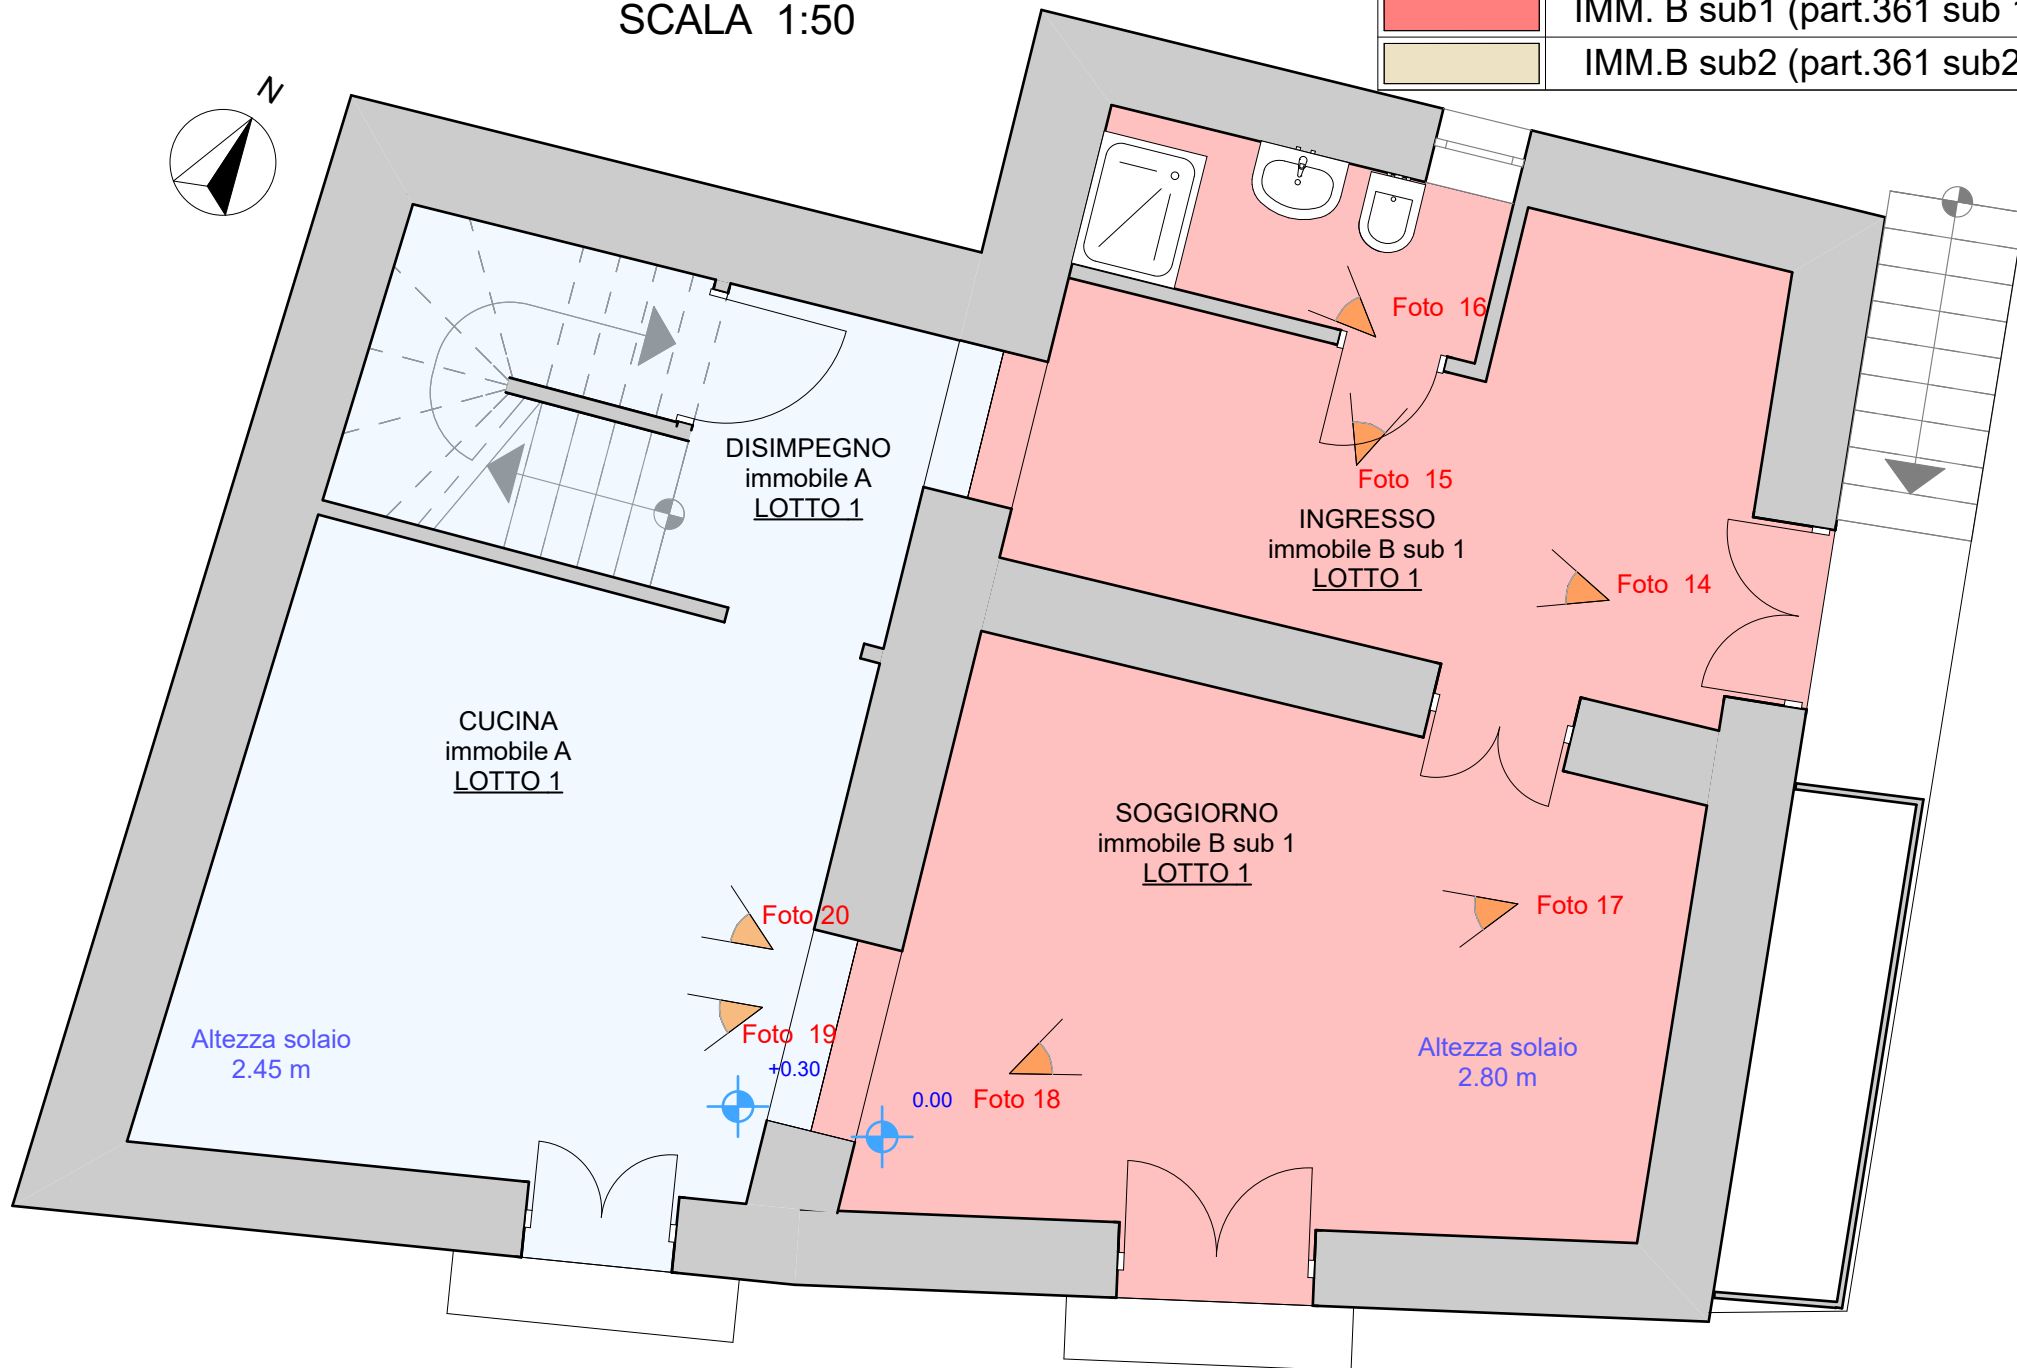 SCALA 1:50
IMM. B sub1 (part.361 sub
IMM.B sub2 (part.361 sub2
N
Foto 16
DISIMPEGNO
immobile A
LOTTO 1
Foto 15
INGRESSO
immobile B sub 1
LOTTO 1
Foto 14
CUCINA
immobile A
LOTTO 1
SOGGIORNO
immobile B sub 1
LOTTO 1
Foto 20
Foto 17
Foto 19
Altezza solaio
2.45 m
+0.30
0.00
Foto 18
Altezza solaio
2.80 m